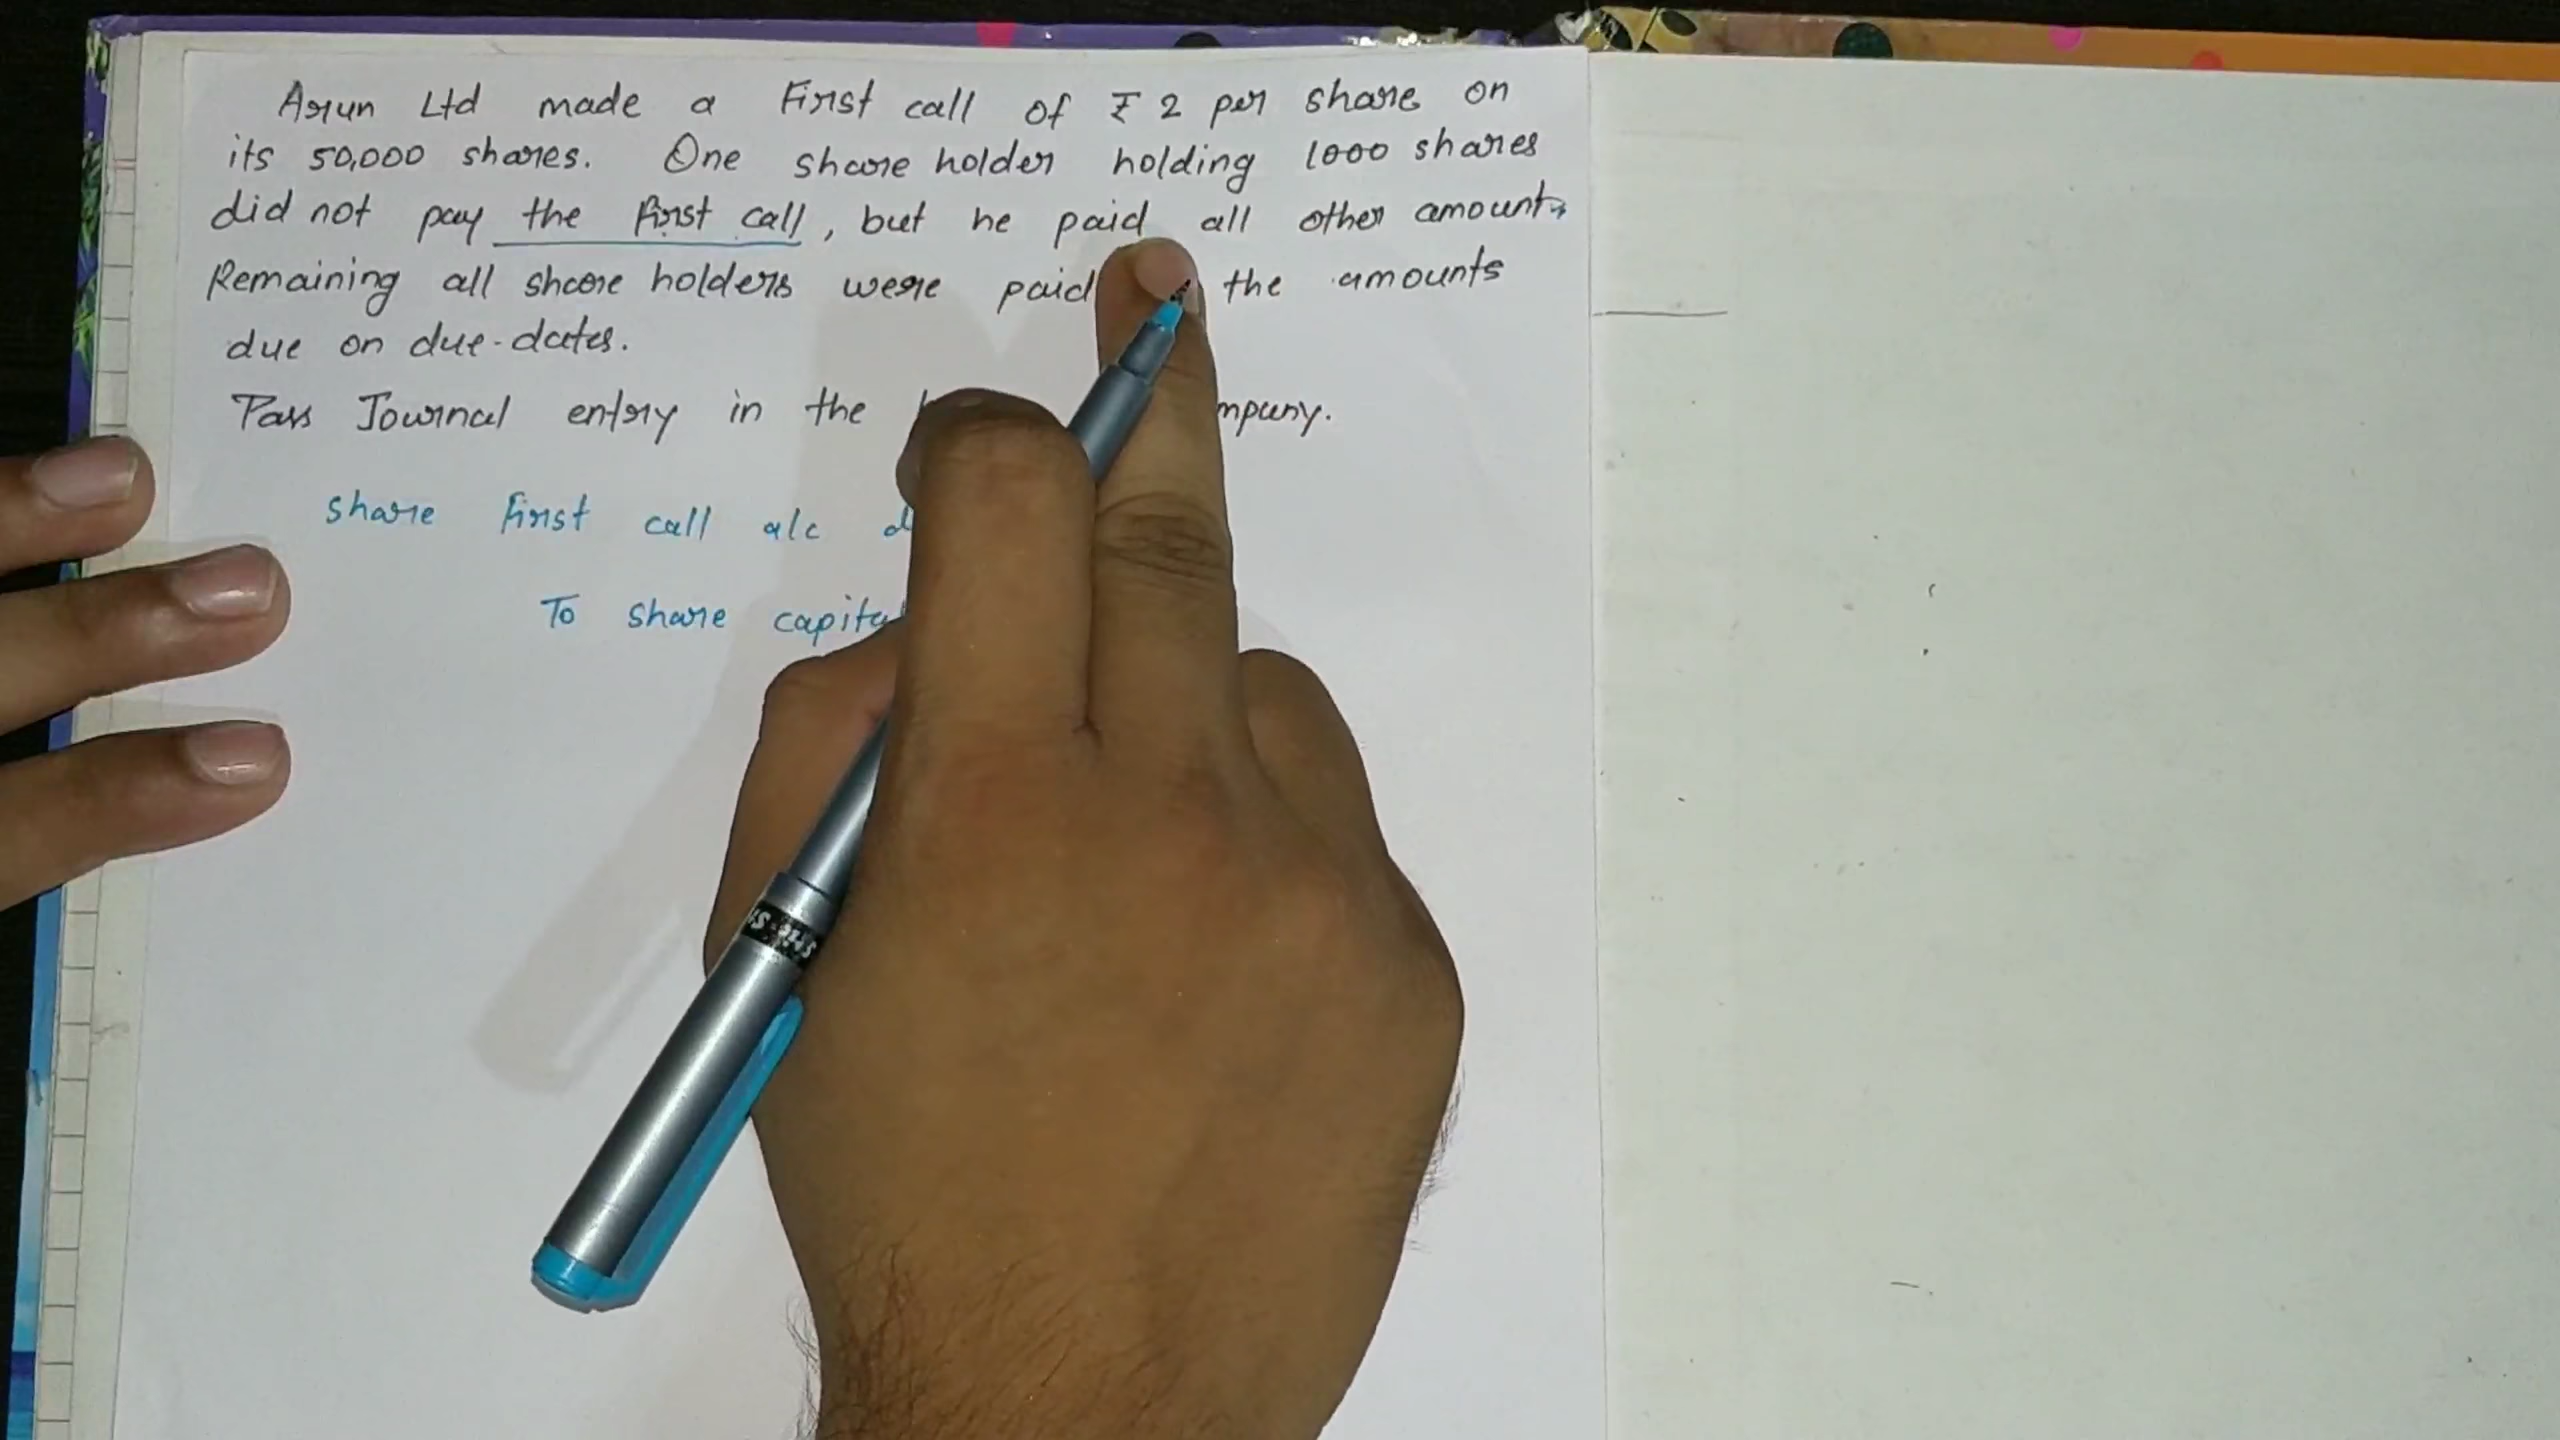 Arun Ltd made a First call of ₹ 2 per share on
its 50,000 shares. One share holder holding 1000 shares
did not pay the first call, but he paid all other amounts
Remaining all share holders were paid the amounts
due on due-dates.
Pass Journal entry in the
share first call a/c
To share capital